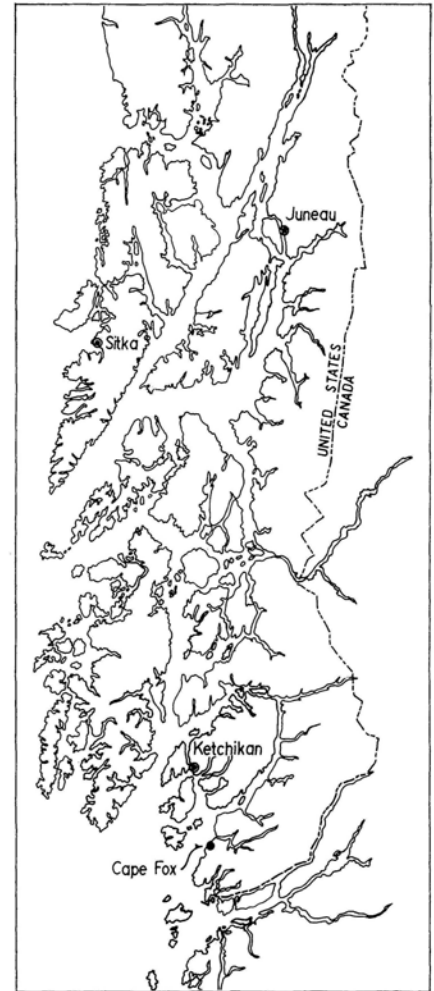 Juneau
Sitka
UNITED STATES
CANADA
Ketchikan
Cape Fox